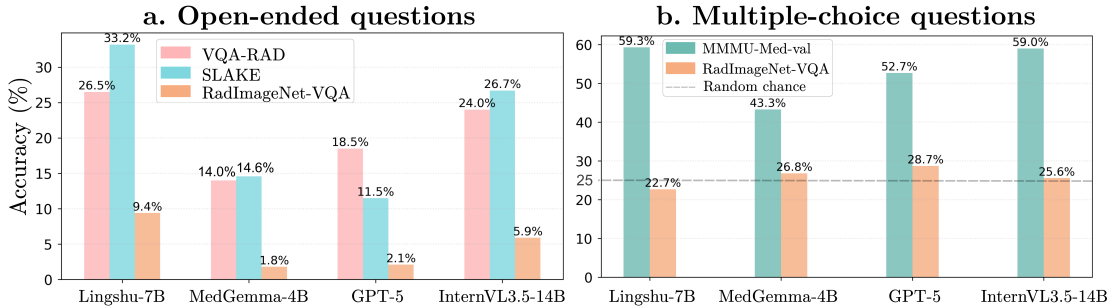 a. Open-ended questions
Accuracy (%)
30
25
20
15
10
5
0
VQA-RAD
SLAKE
RadImageNet-VQA
26.5%
33.2%
9.4%
14.0%
14.6%
1.8%
18.5%
11.5%
2.1%
24.0%
26.7%
5.9%
Lingshu-7B
MedGemma-4B
GPT-5
InternVL3.5-14B
b. Multiple-choice questions
60
50
40
30
25
20
10
0
MMMU-Med-val
RadImageNet-VQA
Random chance
59.3%
22.7%
43.3%
26.8%
52.7%
28.7%
59.0%
25.6%
Lingshu-7B
MedGemma-4B
GPT-5
InternVL3.5-14B